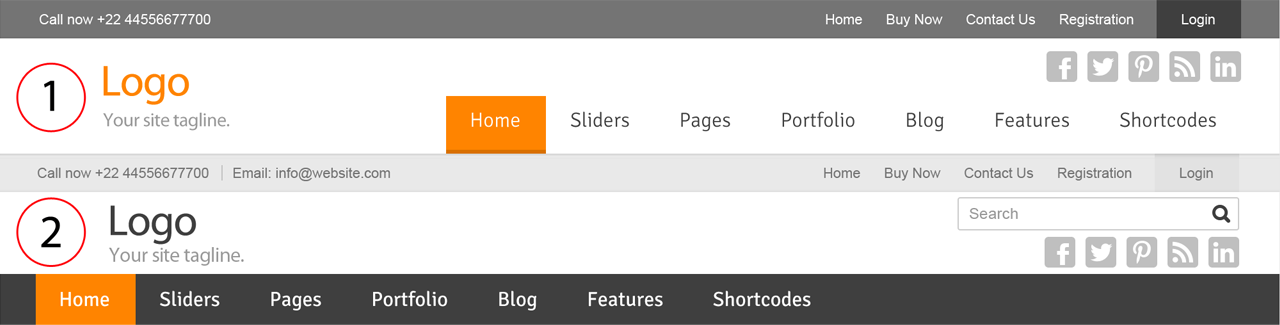 Call now +22 44556677700 Home Buy Now Contact Us Registration Login
1 Logo
Your site tagline.
Home Sliders Pages Portfolio Blog Features Shortcodes
Call now +22 44556677700 Email: info@website.com Home Buy Now Contact Us Registration Login
Search
2 Logo
Your site tagline.
Home Sliders Pages Portfolio Blog Features Shortcodes